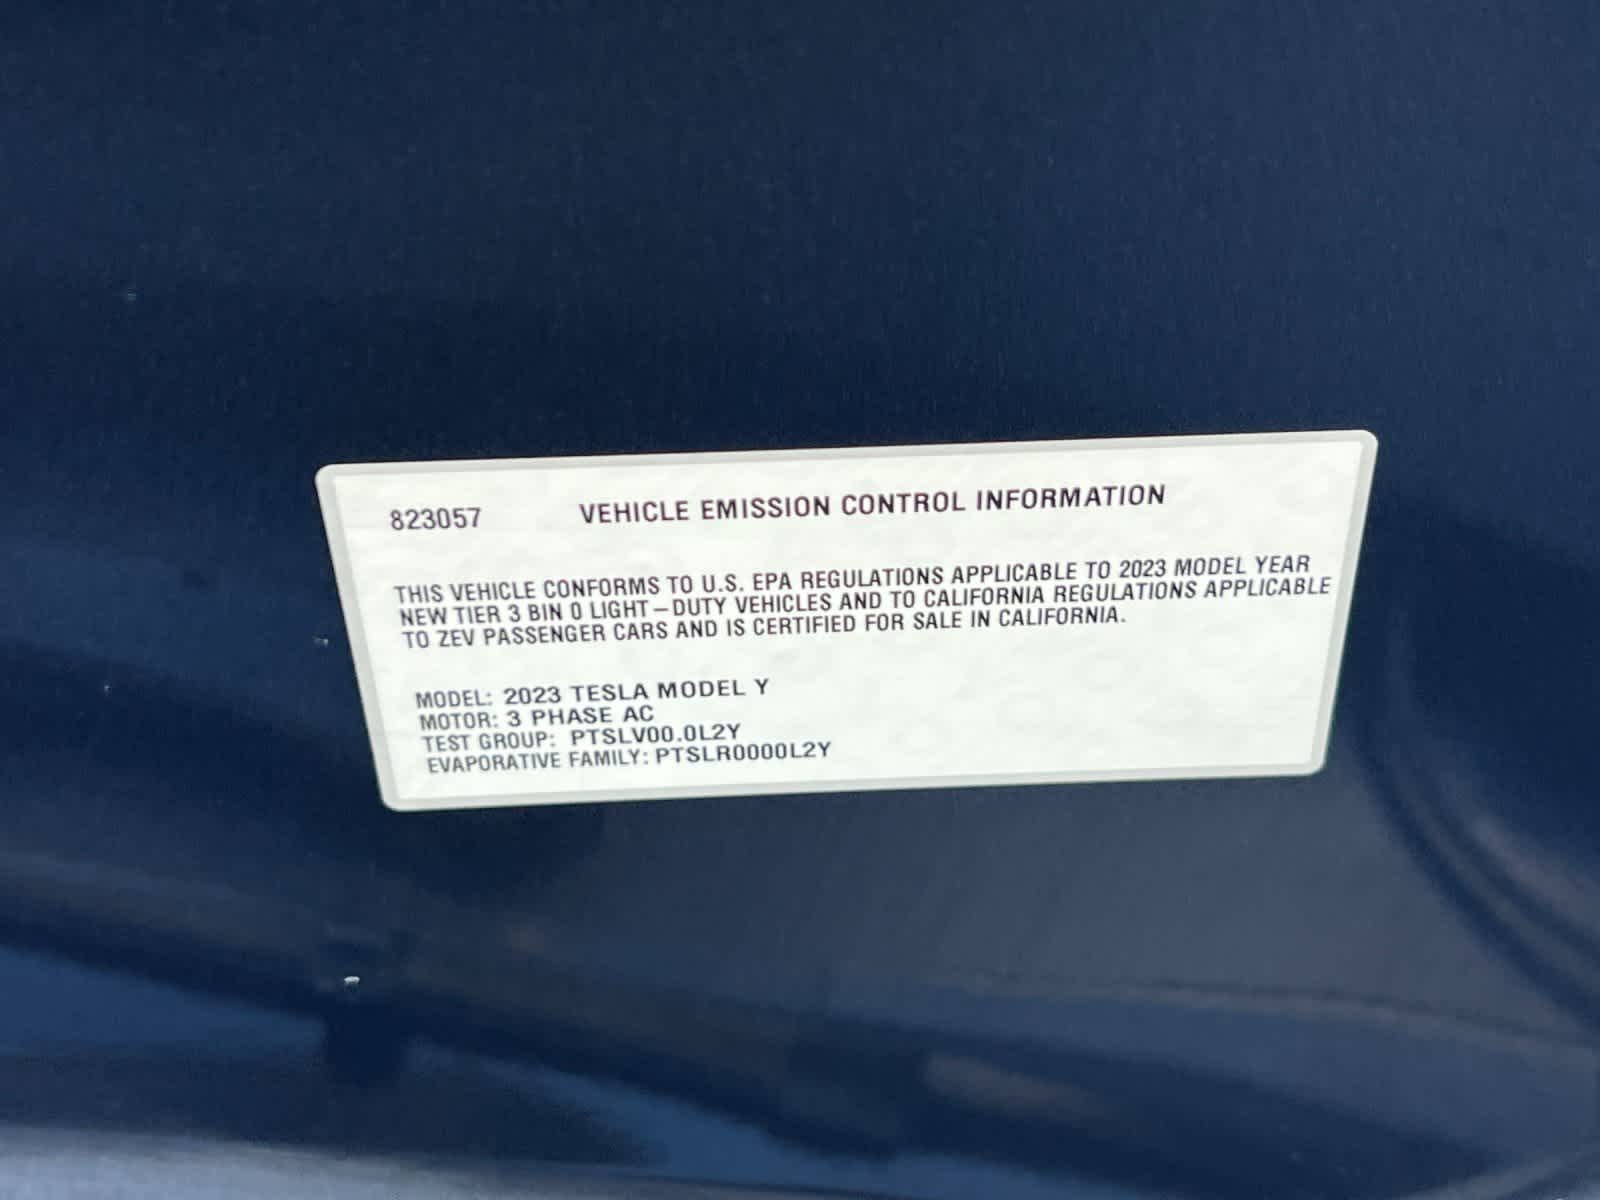 823057 VEHICLE EMISSION CONTROL INFORMATION
THIS VEHICLE CONFORMS TO U.S. EPA REGULATIONS APPLICABLE TO 2023 MODEL YEAR
NEW TIER 3 BIN 0 LIGHT-DUTY VEHICLES AND TO CALIFORNIA REGULATIONS APPLICABLE
TO ZEV PASSENGER CARS AND IS CERTIFIED FOR SALE IN CALIFORNIA.
MODEL: 2023 TESLA MODEL Y
MOTOR: 3 PHASE AC
TEST GROUP: PTSLV00.0L2Y
EVAPORATIVE FAMILY: PTSLR0000L2Y